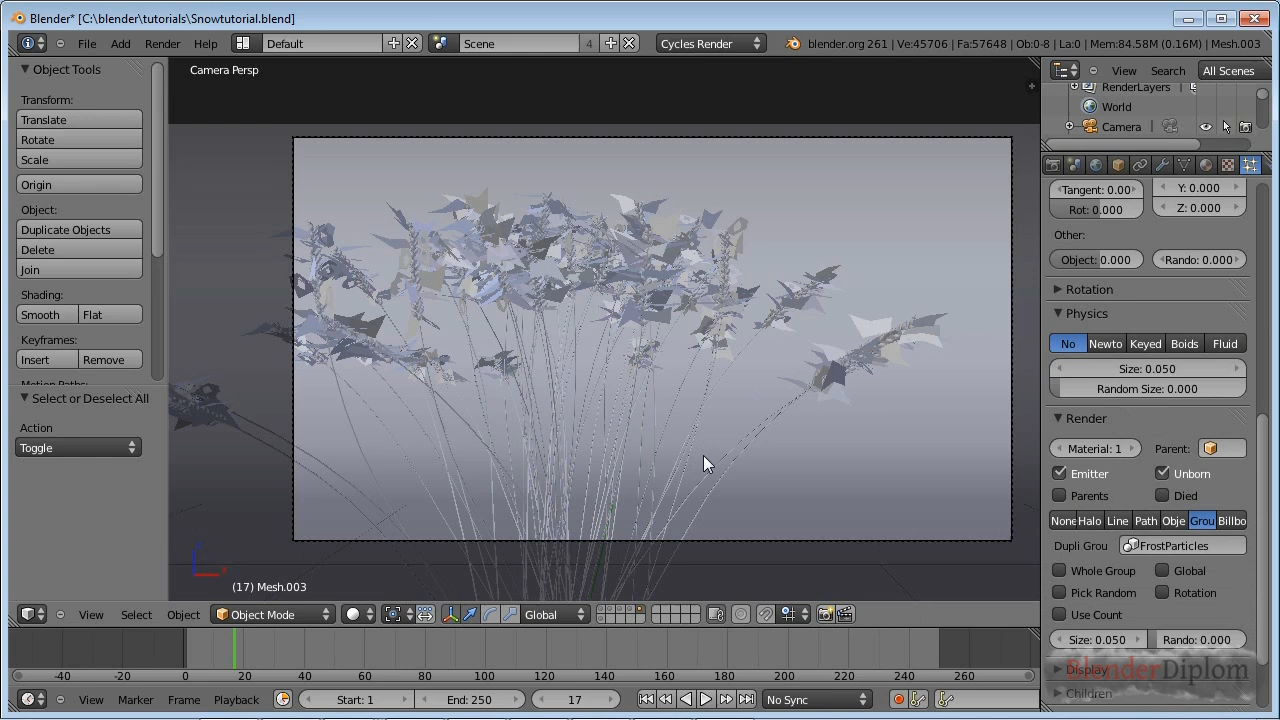 Blender* [C:\blender\tutorials\Snowtutorial.blend]
File Add Render Help Default Scene 4 Cycles Render blender.org 261 | Ve:45706 | Fa:57648 | Ob:0-8 | La:0 | Mem:84.58M (0.16M) | Mesh.003
Object Tools
Transform:
Translate
Rotate
Scale
Origin
Object:
Duplicate Objects
Delete
Join
Shading:
Smooth Flat
Keyframes:
Insert Remove
Motion Paths:
Select or Deselect All
Action
Toggle
Camera Persp
(17) Mesh.003
View Search All Scenes
RenderLayers
World
Camera
Tangent: 0.00 Y: 0.000
Rot: 0.000 Z: 0.000
Other:
Object: 0.000 Rando: 0.000
Rotation
Physics
No Newto Keyed Boids Fluid
Size: 0.050
Random Size: 0.000
Render
Material: 1 Parent:
Emitter Unborn
Parents Died
None Halo Line Path Obje Grou Billbo
Dupli Grou FrostParticles
Whole Group Global
Pick Random Rotation
Use Count
Size: 0.050 Rando: 0.000
Display
Children
BlenderDiplom
View Select Object Object Mode Global
-40 -20 0 20 40 60 80 100 120 140 160 180 200 220 240 260
View Marker Frame Playback Start: 1 End: 250 17 No Sync